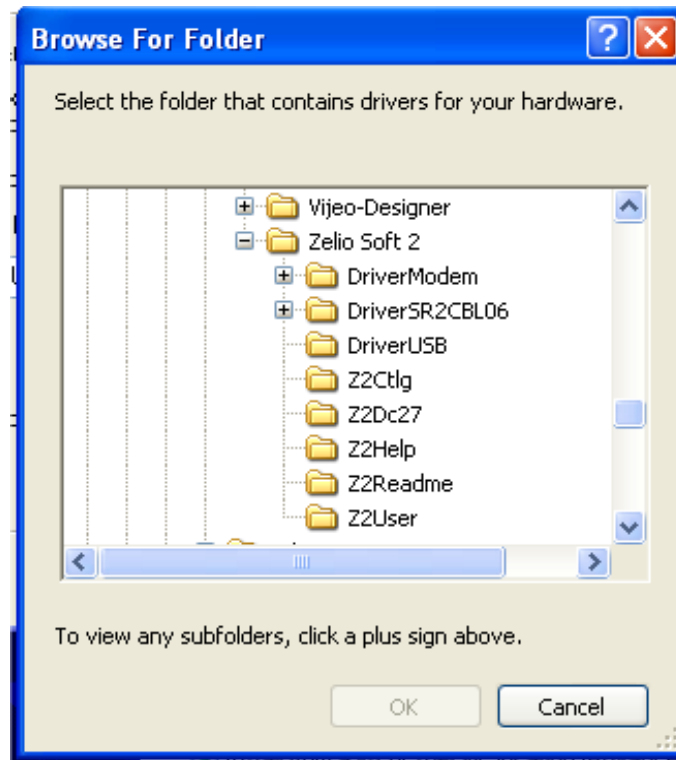 Browse For Folder
Select the folder that contains drivers for your hardware.
Vijeo-Designer
Zelio Soft 2
DriverModem
DriverSR2CBL06
DriverUSB
Z2Ctlg
Z2Dc27
Z2Help
Z2Readme
Z2User
To view any subfolders, click a plus sign above.
OK
Cancel